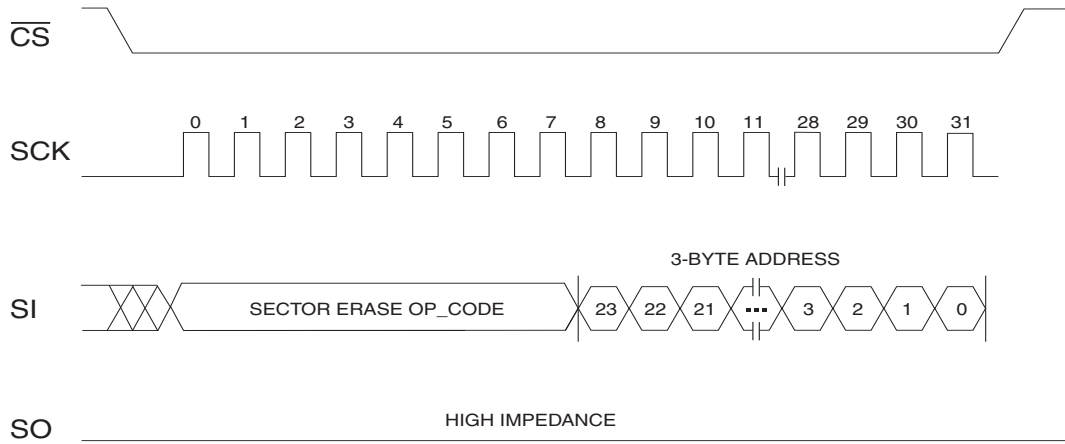 CS
0 1 2 3 4 5 6 7 8 9 10 11 28 29 30 31
SCK
3-BYTE ADDRESS
SI SECTOR ERASE OP_CODE 23 22 21 ... 3 2 1 0
HIGH IMPEDANCE
SO